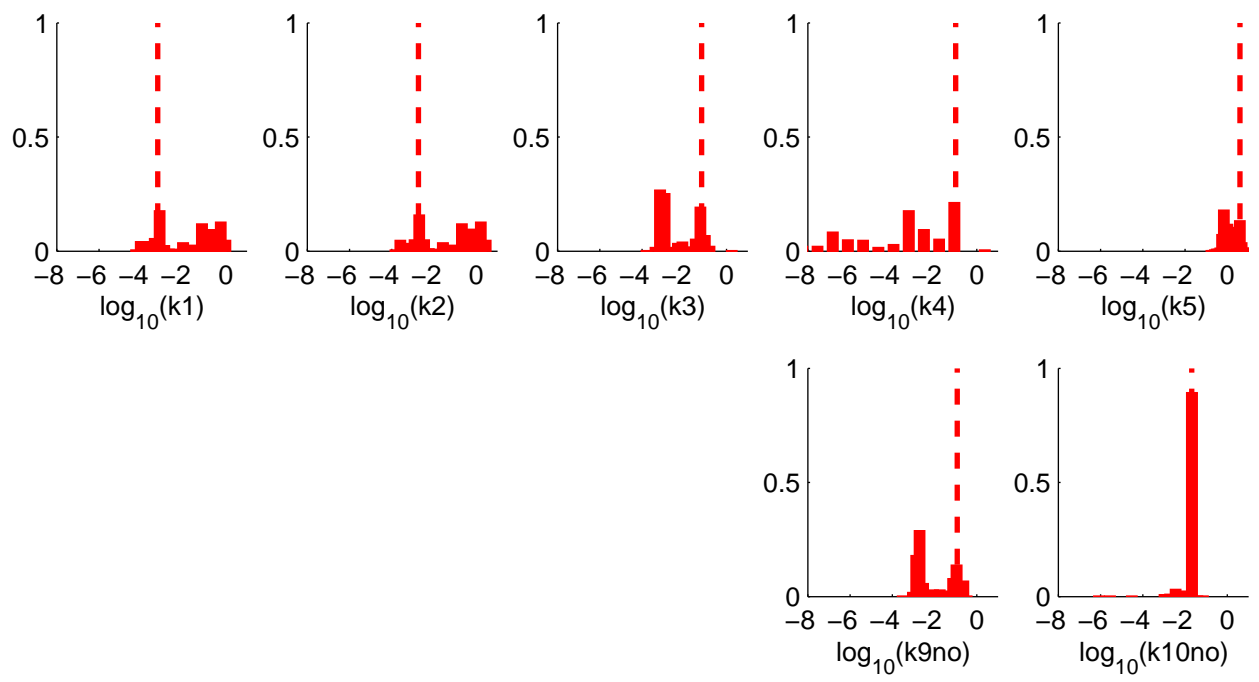 1 1 1 1 1
0.5 0.5 0.5 0.5 0.5
0 0 0 0 0
−8 −6 −4 −2 0 −8 −6 −4 −2 0 −8 −6 −4 −2 0 −8 −6 −4 −2 0 −8 −6 −4 −2 0
log10(k1) log10(k2) log10(k3) log10(k4) log10(k5)
1 1
0.5 0.5
0 0
−8 −6 −4 −2 0 −8 −6 −4 −2 0
log10(k9no) log10(k10no)